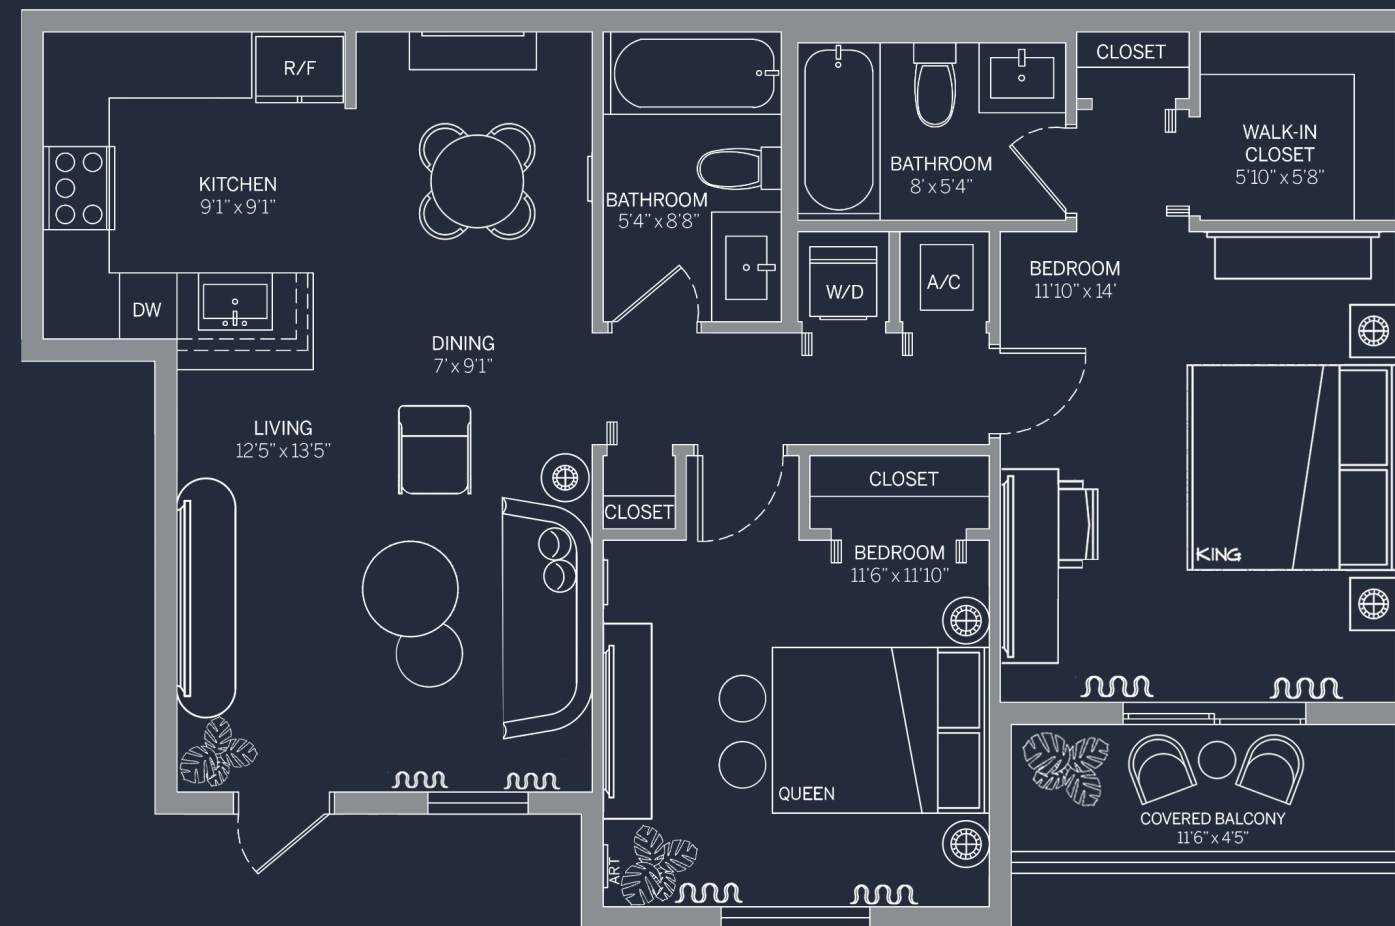 R/F
KITCHEN
9'1" x 9'1"
DW
DINING
7' x 9'1"
LIVING
12'5" x 13'5"
BATHROOM
5'4" x 8'8"
BATHROOM
8' x 5'4"
CLOSET
WALK-IN
CLOSET
5'10" x 5'8"
W/D
A/C
BEDROOM
11'10" x 14'
KING
CLOSET
CLOSET
BEDROOM
11'6" x 11'10"
QUEEN
ART
COVERED BALCONY
11'6" x 4'5"